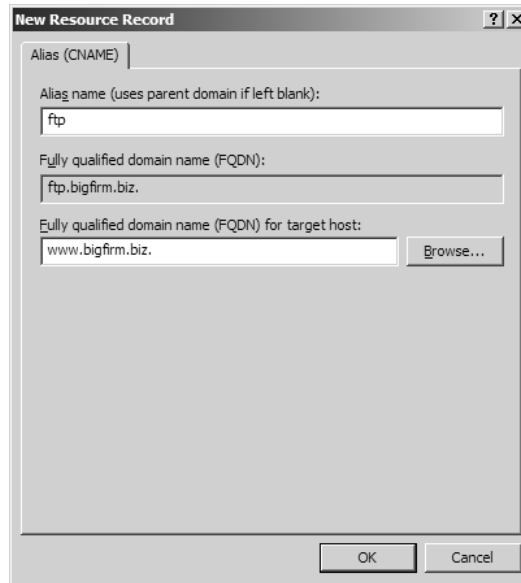 New Resource Record
? X
Alias (CNAME)
Alias name (uses parent domain if left blank):
ftp
Fully qualified domain name (FQDN):
ftp.bigfirm.biz.
Fully qualified domain name (FQDN) for target host:
www.bigfirm.biz.
Browse...
OK
Cancel